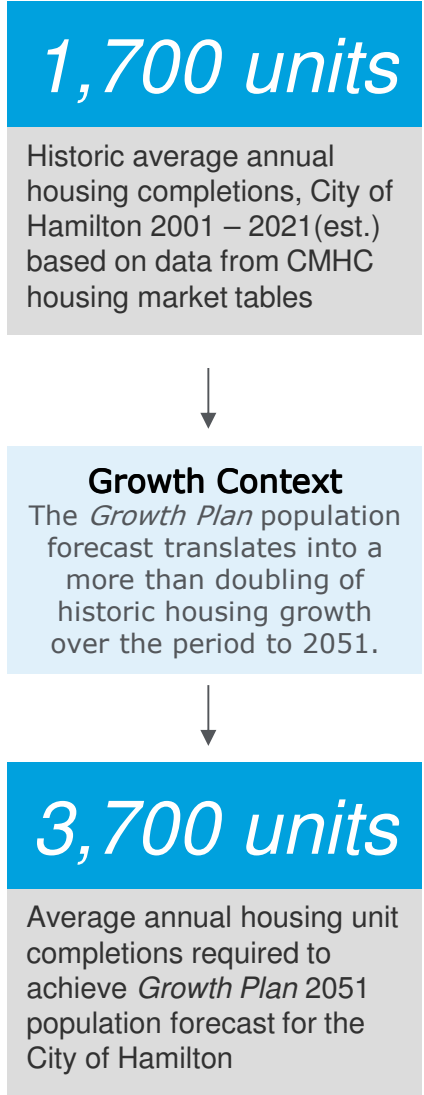 1,700 units
Historic average annual
housing completions, City of
Hamilton 2001 – 2021(est.)
based on data from CMHC
housing market tables
Growth Context
The Growth Plan population
forecast translates into a
more than doubling of
historic housing growth
over the period to 2051.
3,700 units
Average annual housing unit
completions required to
achieve Growth Plan 2051
population forecast for the
City of Hamilton